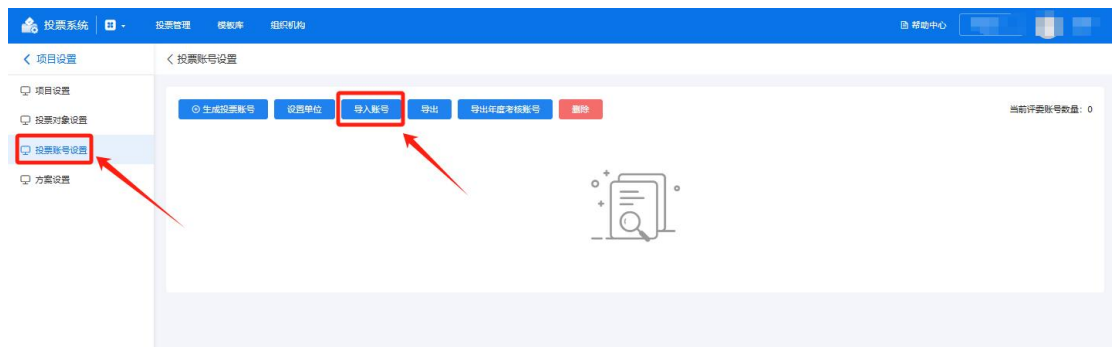 投票系统 投票管理 模板库 组织机构 帮助中心
项目设置 投票账号设置
项目设置
投票对象设置
投票账号设置
方案设置
生成投票账号 设置单位 导入账号 导出 导出年度考核账号 删除 当前评委账号数量：0